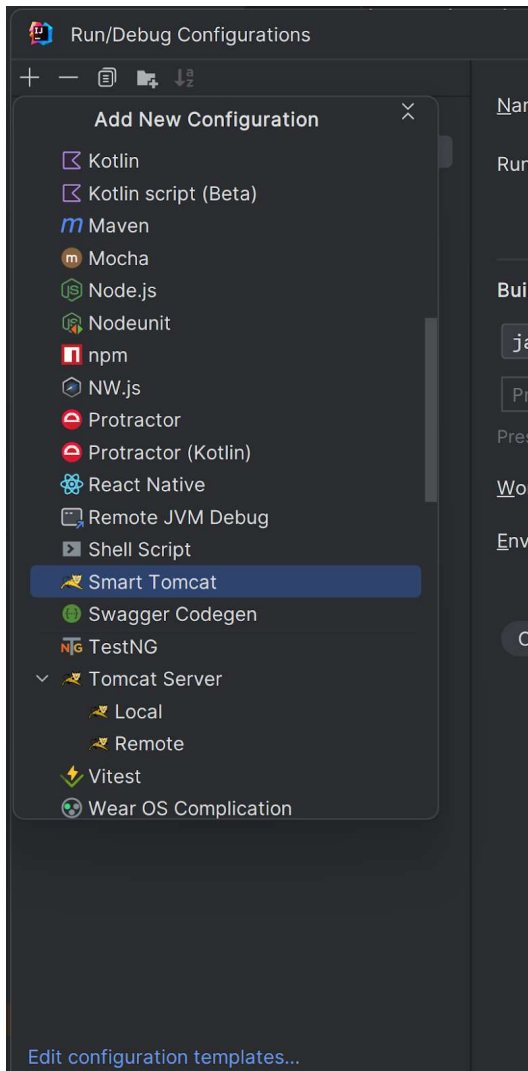 Run/Debug Configurations
Add New Configuration
Kotlin
Kotlin script (Beta)
Maven
Mocha
Node.js
Nodeunit
npm
NW.js
Protractor
Protractor (Kotlin)
React Native
Remote JVM Debug
Shell Script
Smart Tomcat
Swagger Codegen
TestNG
Tomcat Server
Local
Remote
Vitest
Wear OS Complication
Edit configuration templates...